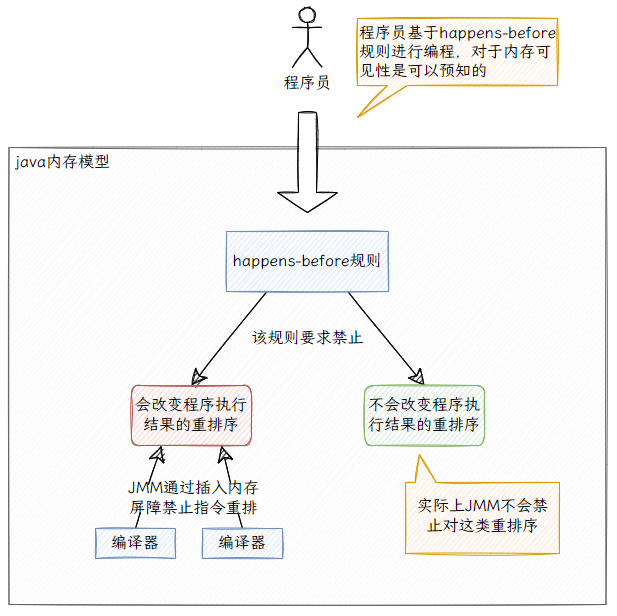 程序员基于happens-before
规则进行编程，对于内存可
见性是可以预知的
程序员
java内存模型
happens-before规则
该规则要求禁止
会改变程序执行
结果的重排序
不会改变程序执
行结果的重排序
JMM通过插入内存
屏障禁止指令重排
实际上JMM不会禁
止对这类重排序
编译器
编译器